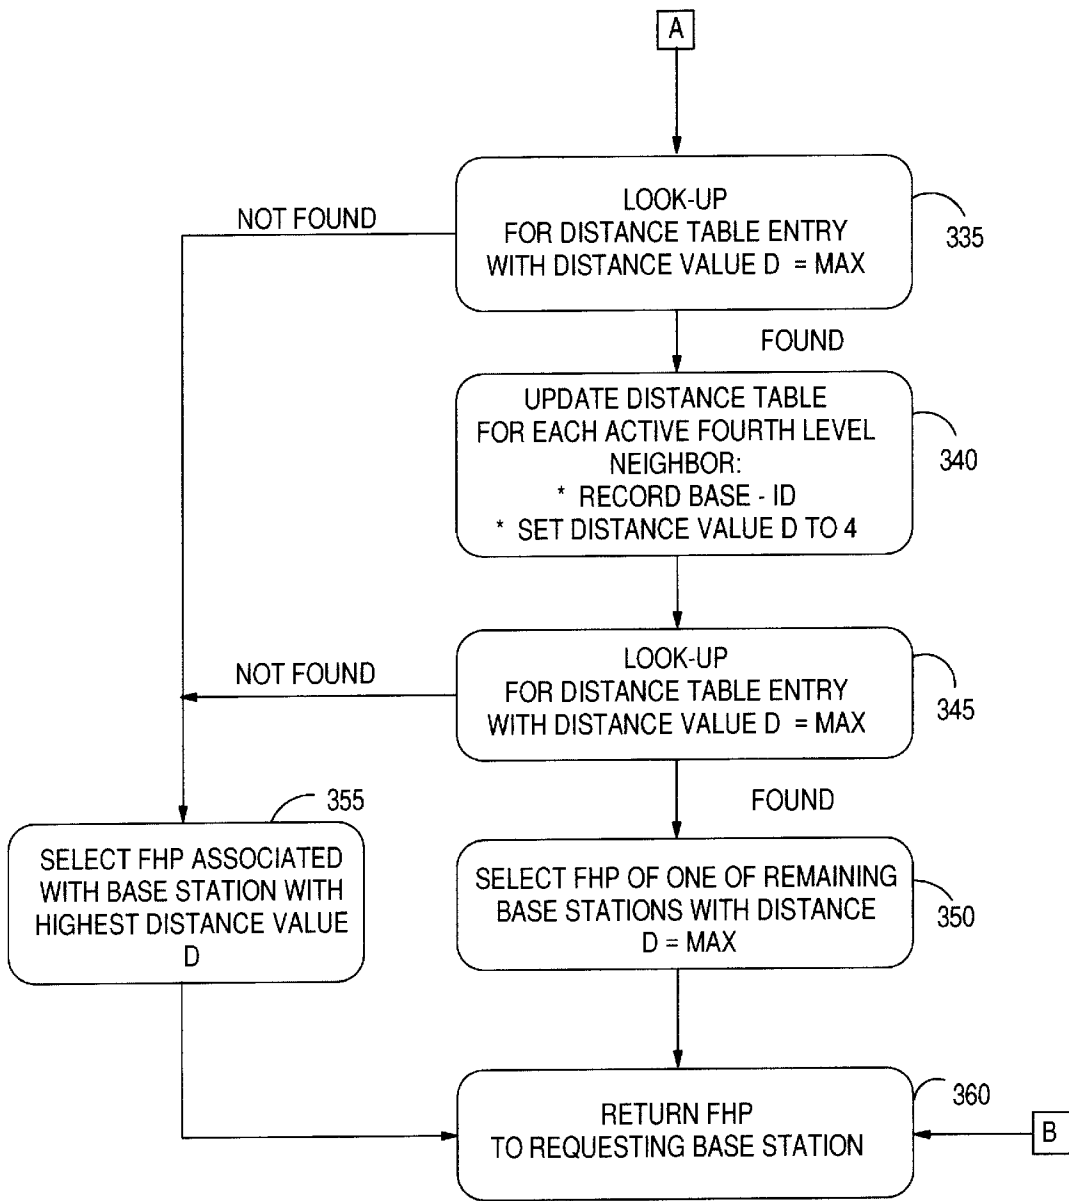 A
LOOK-UP
FOR DISTANCE TABLE ENTRY
WITH DISTANCE VALUE D = MAX
335
NOT FOUND
FOUND
UPDATE DISTANCE TABLE
FOR EACH ACTIVE FOURTH LEVEL
NEIGHBOR:
* RECORD BASE - ID
* SET DISTANCE VALUE D TO 4
340
LOOK-UP
FOR DISTANCE TABLE ENTRY
WITH DISTANCE VALUE D = MAX
345
NOT FOUND
FOUND
355
SELECT FHP ASSOCIATED
WITH BASE STATION WITH
HIGHEST DISTANCE VALUE
D
SELECT FHP OF ONE OF REMAINING
BASE STATIONS WITH DISTANCE
D = MAX
350
RETURN FHP
TO REQUESTING BASE STATION
360
B